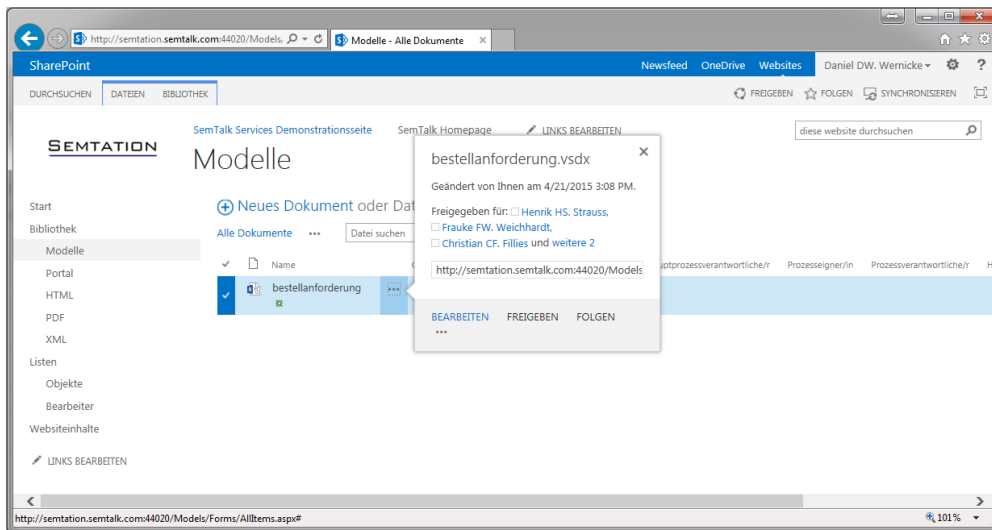 http://semtation.semtalk.com:44020/Models/
Modelle - Alle Dokumente
SharePoint
Newsfeed OneDrive Websites Daniel DW. Wernicke ?
DURCHSUCHEN DATEIEN BIBLIOTHEK
FREIGEBEN FOLGEN SYNCHRONISIEREN
SEMTATION
SemTalk Services Demonstrationsseite SemTalk Homepage LINKS BEARBEITEN
diese website durchsuchen
Modelle
Start
Bibliothek
Modelle
Portal
HTML
PDF
XML
Listen
Objekte
Bearbeiter
Websiteinhalte
LINKS BEARBEITEN
Neues Dokument oder Dat
Alle Dokumente ... Datei suchen
Name
uptprozessverantwortliche/r Prozesseigner/in Prozessverantwortliche/r H
bestellanforderung ...
bestellanforderung.vsdx
Geändert von Ihnen am 4/21/2015 3:08 PM.
Freigegeben für: Henrik HS. Strauss,
Frauke FW. Weichhardt,
Christian CF. Fillies und weitere 2
http://semtation.semtalk.com:44020/Models
BEARBEITEN FREIGEBEN FOLGEN
...
http://semtation.semtalk.com:44020/Models/Forms/AllItems.aspx#
101%